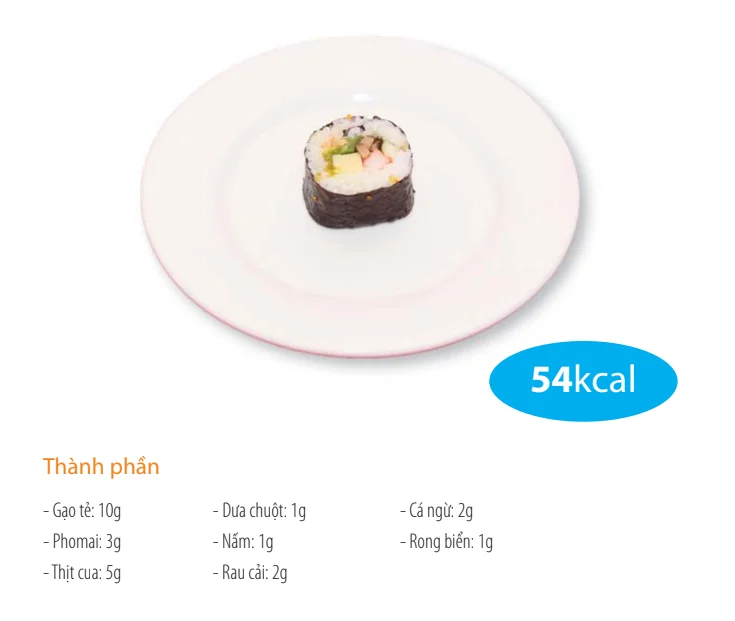 54kcal
Thành phần
- Gạo tẻ: 10g
- Phomai: 3g
- Thịt cua: 5g
- Dưa chuột: 1g
- Nấm: 1g
- Rau cải: 2g
- Cá ngừ: 2g
- Rong biển: 1g